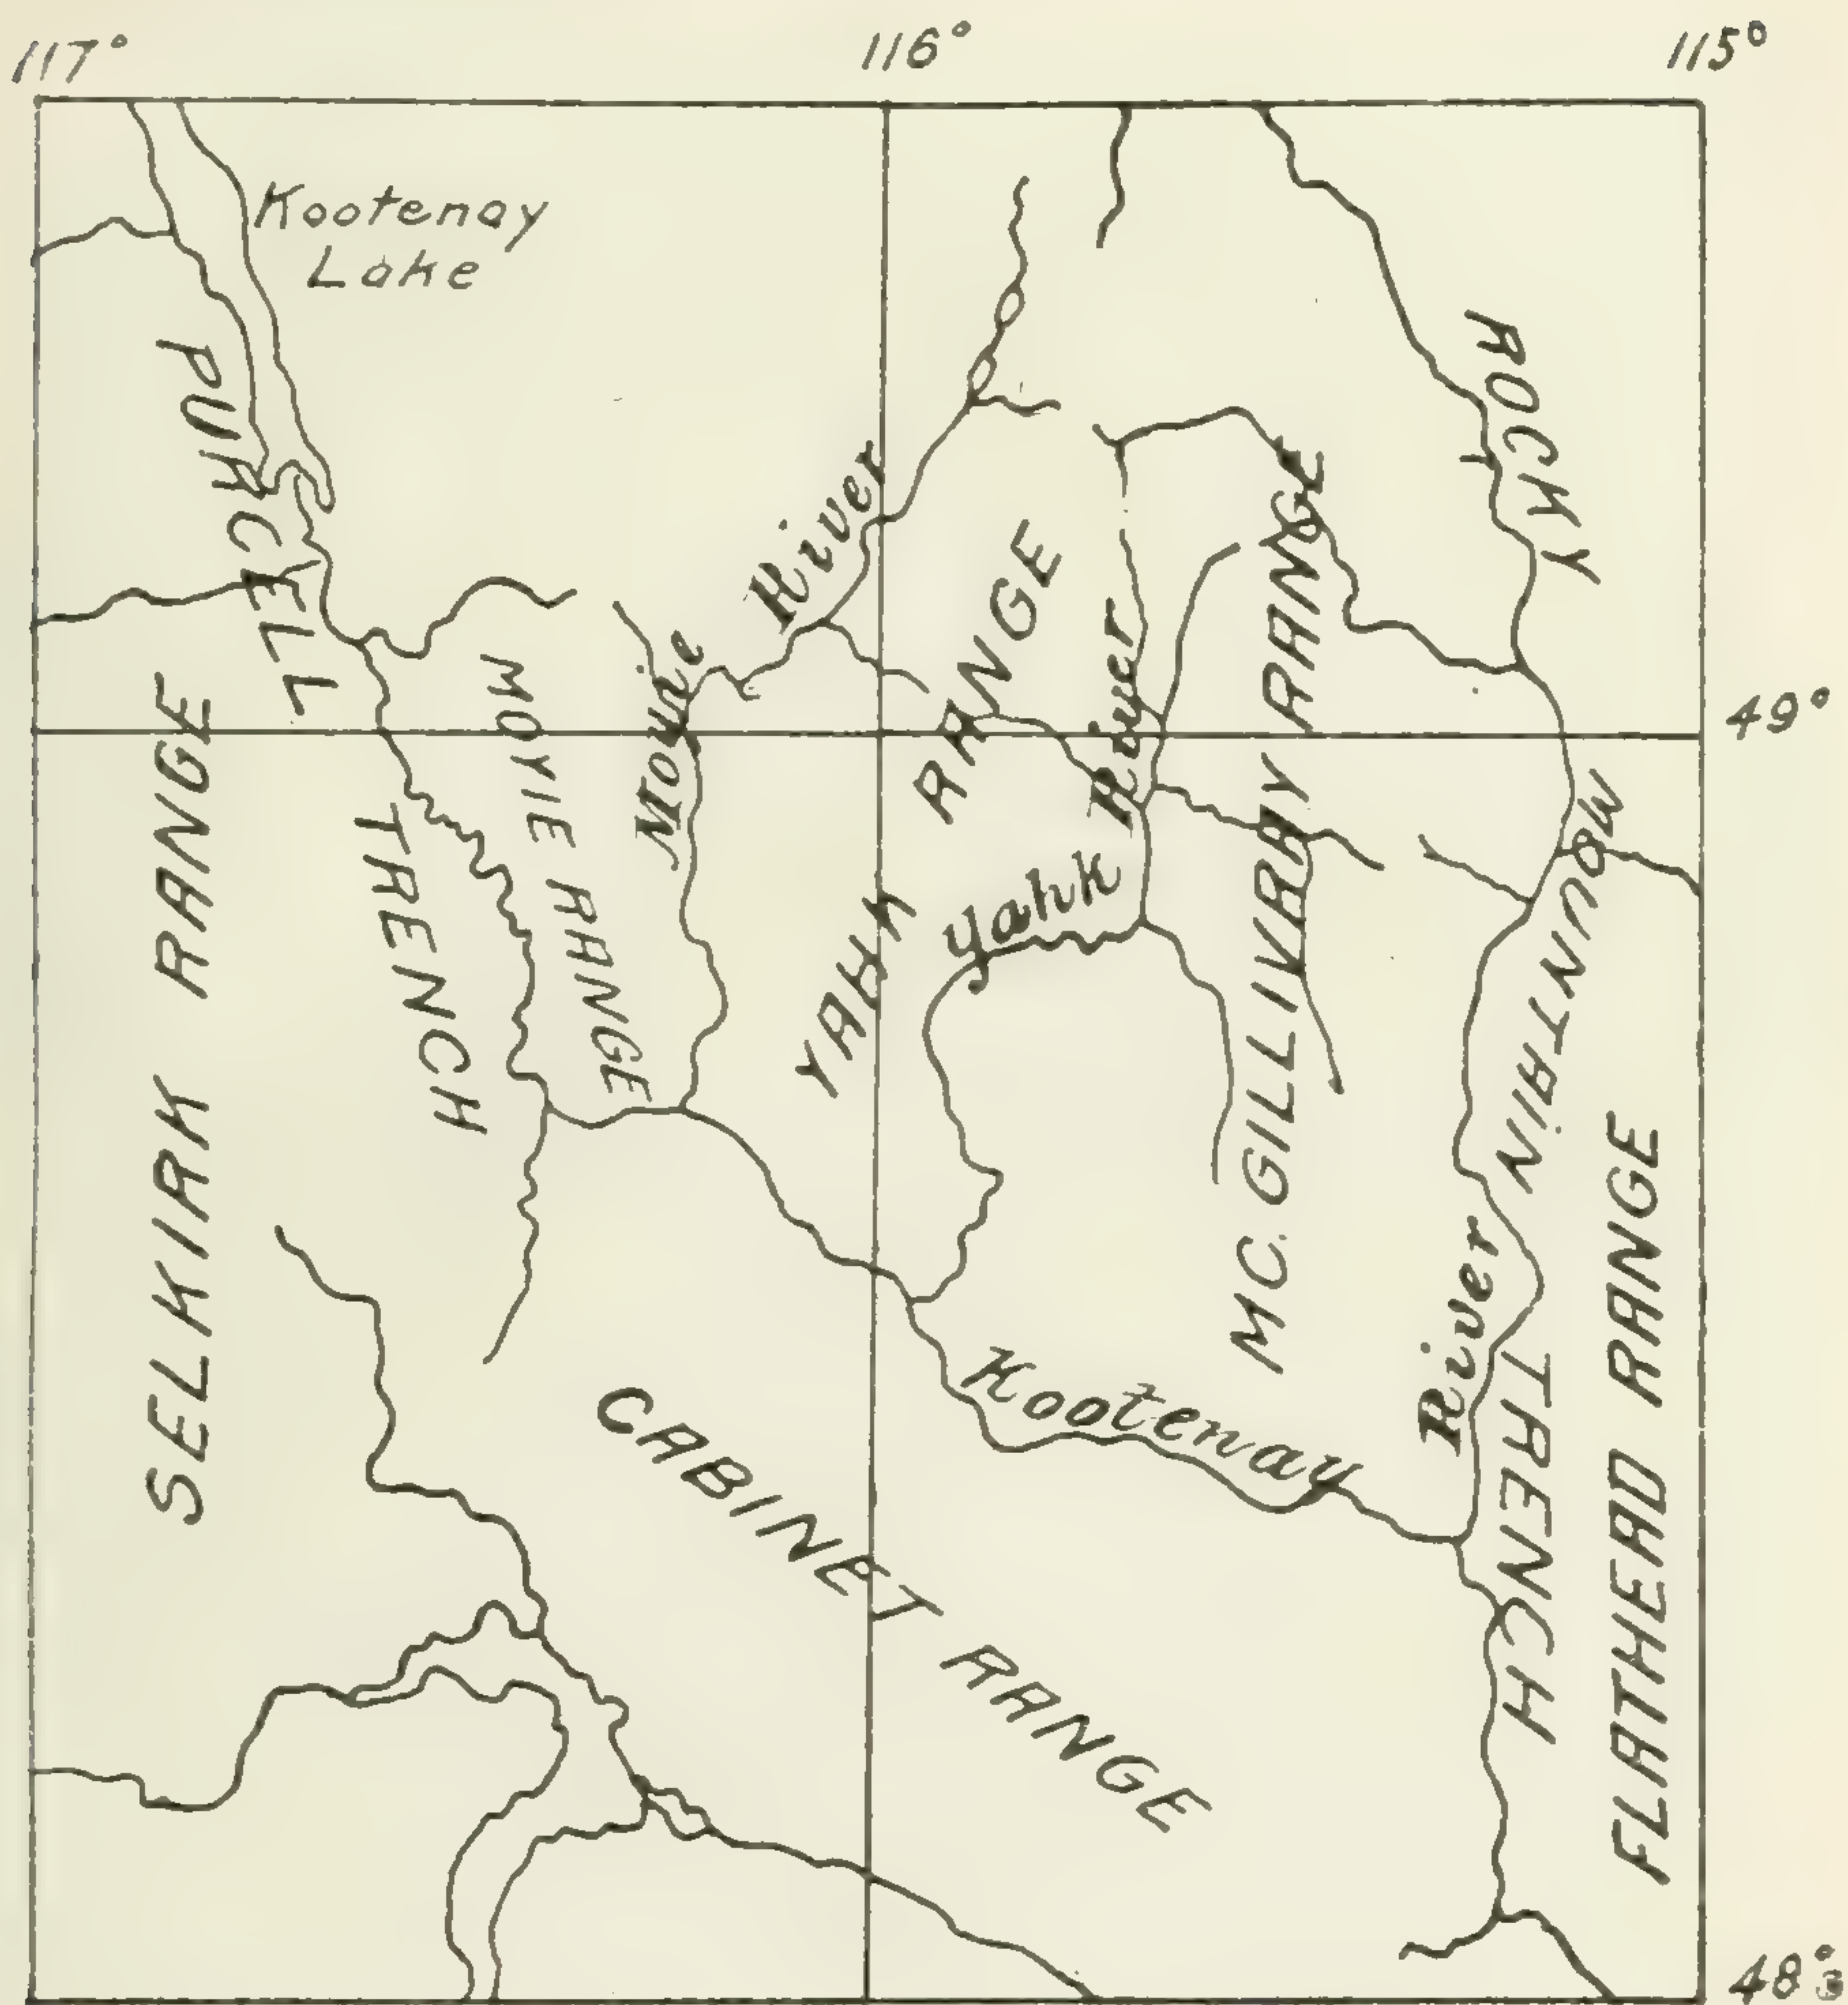 117°
116°
115°
Kootenay
Lake
PURCELL
TRENCH
SELKIRK RANGE
MOYIE RANGE
Moyie River
YAHK RANGE
Yahk River
MC. GILLIVRAY RANGE
ROCKY
MOUNTAIN
TRENCH
49°
FLATHEAD RANGE
Kootenay River
CABINET RANGE
48°